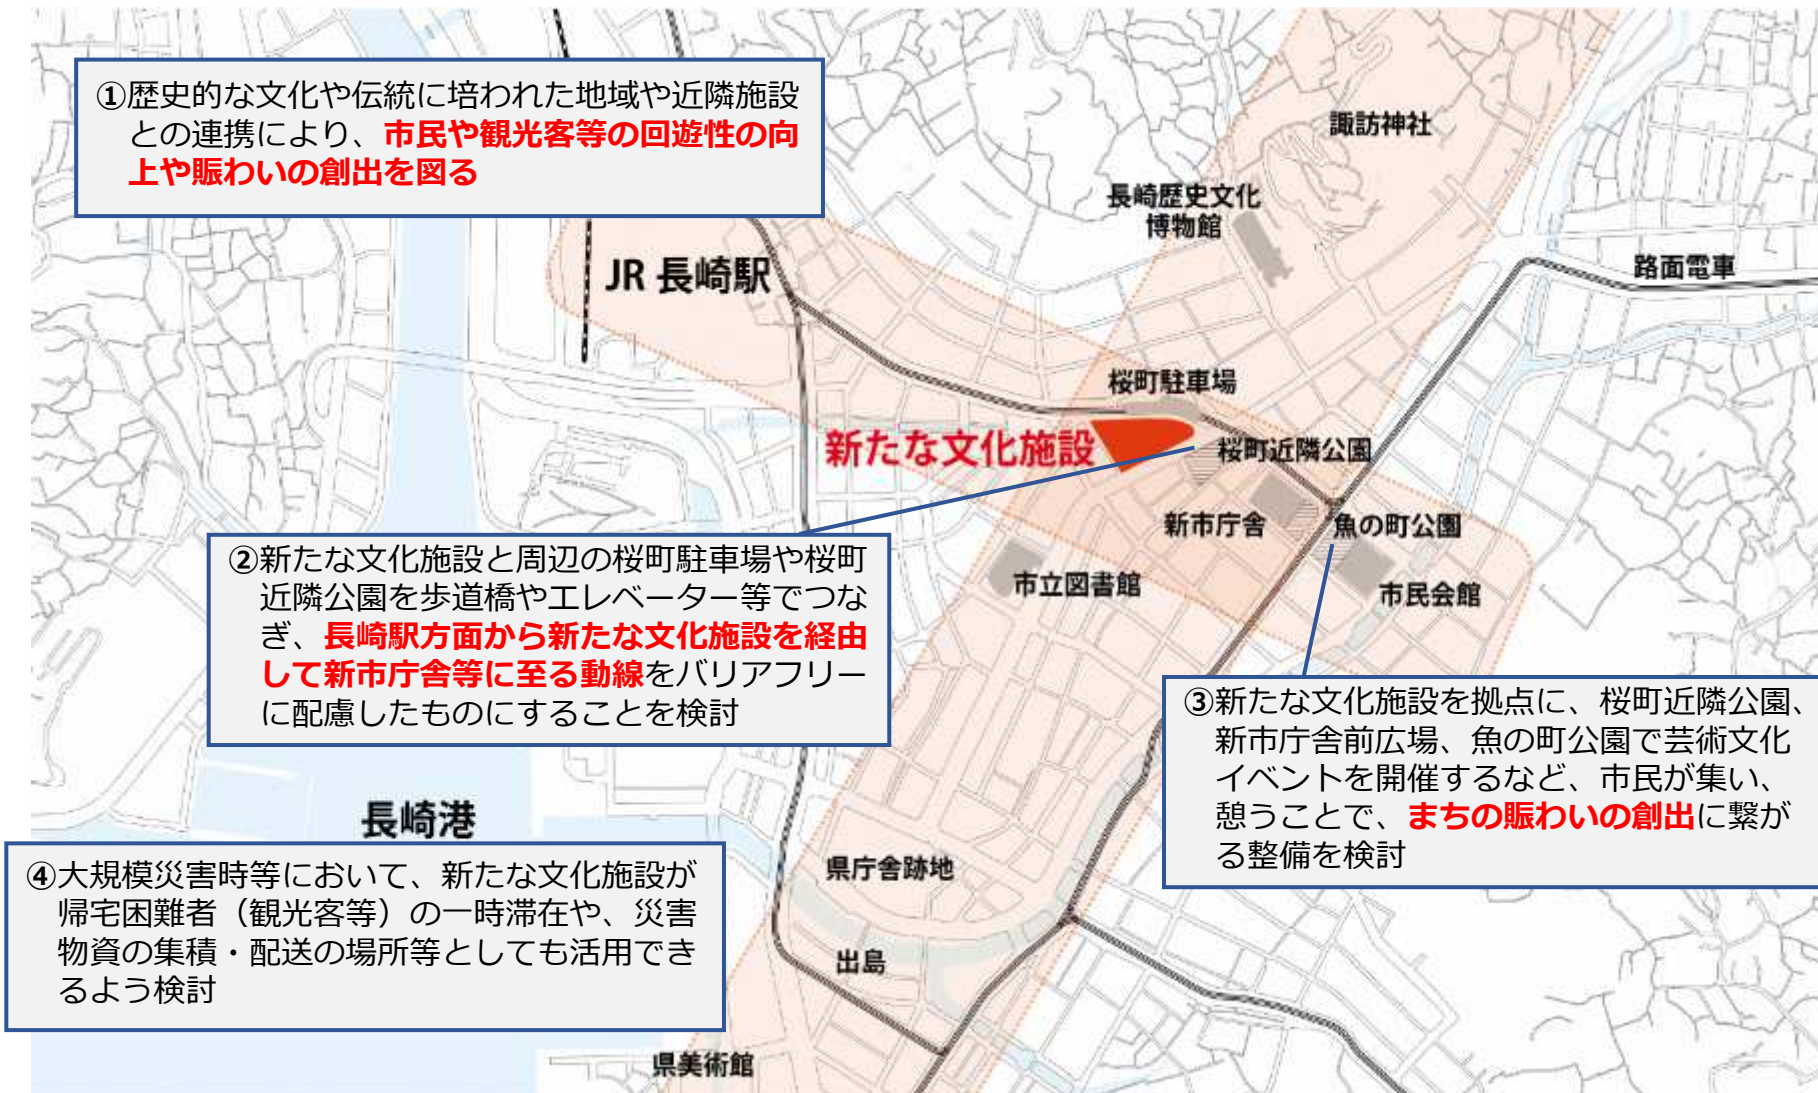 ①歴史的な文化や伝統に培われた地域や近隣施設
との連携により、市民や観光客等の回遊性の向
上や賑わいの創出を図る
諏訪神社
長崎歴史文化
博物館
JR 長崎駅
路面電車
桜町駐車場
新たな文化施設
桜町近隣公園
新市庁舎
魚の町公園
市立図書館
市民会館
②新たな文化施設と周辺の桜町駐車場や桜町
近隣公園を歩道橋やエレベーター等でつな
ぎ、長崎駅方面から新たな文化施設を経由
して新市庁舎等に至る動線をバリアフリー
に配慮したものにすることを検討
③新たな文化施設を拠点に、桜町近隣公園、
新市庁舎前広場、魚の町公園で芸術文化
イベントを開催するなど、市民が集い、
憩うことで、まちの賑わいの創出に繋が
る整備を検討
長崎港
④大規模災害時等において、新たな文化施設が
帰宅困難者（観光客等）の一時滞在や、災害
物資の集積・配送の場所等としても活用でき
るよう検討
県庁舎跡地
出島
県美術館